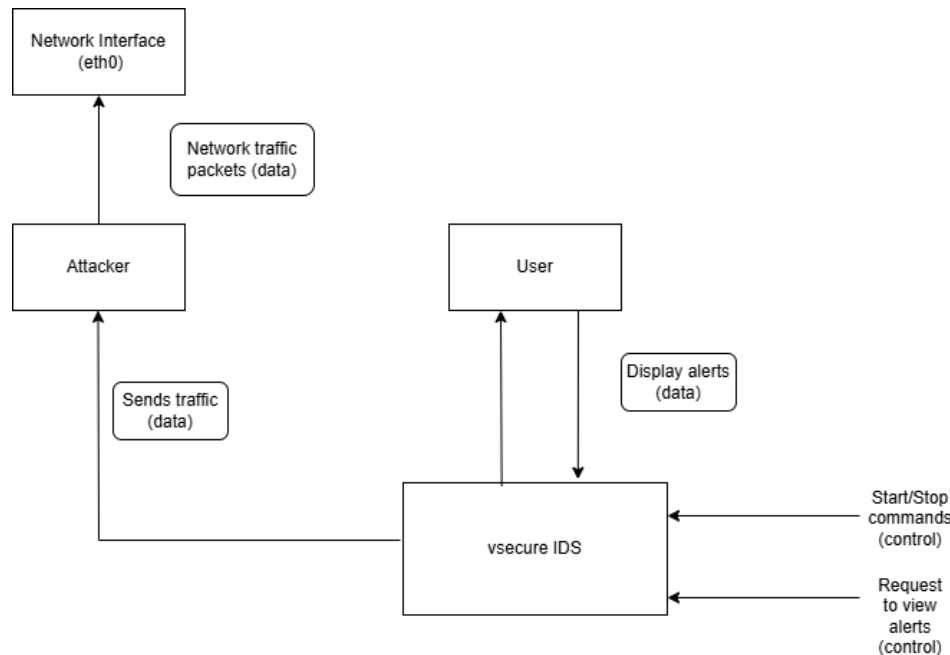 Network Interface
(eth0)
Network traffic
packets (data)
Attacker
User
Sends traffic
(data)
Display alerts
(data)
vsecure IDS
Start/Stop
commands
(control)
Request
to view
alerts
(control)